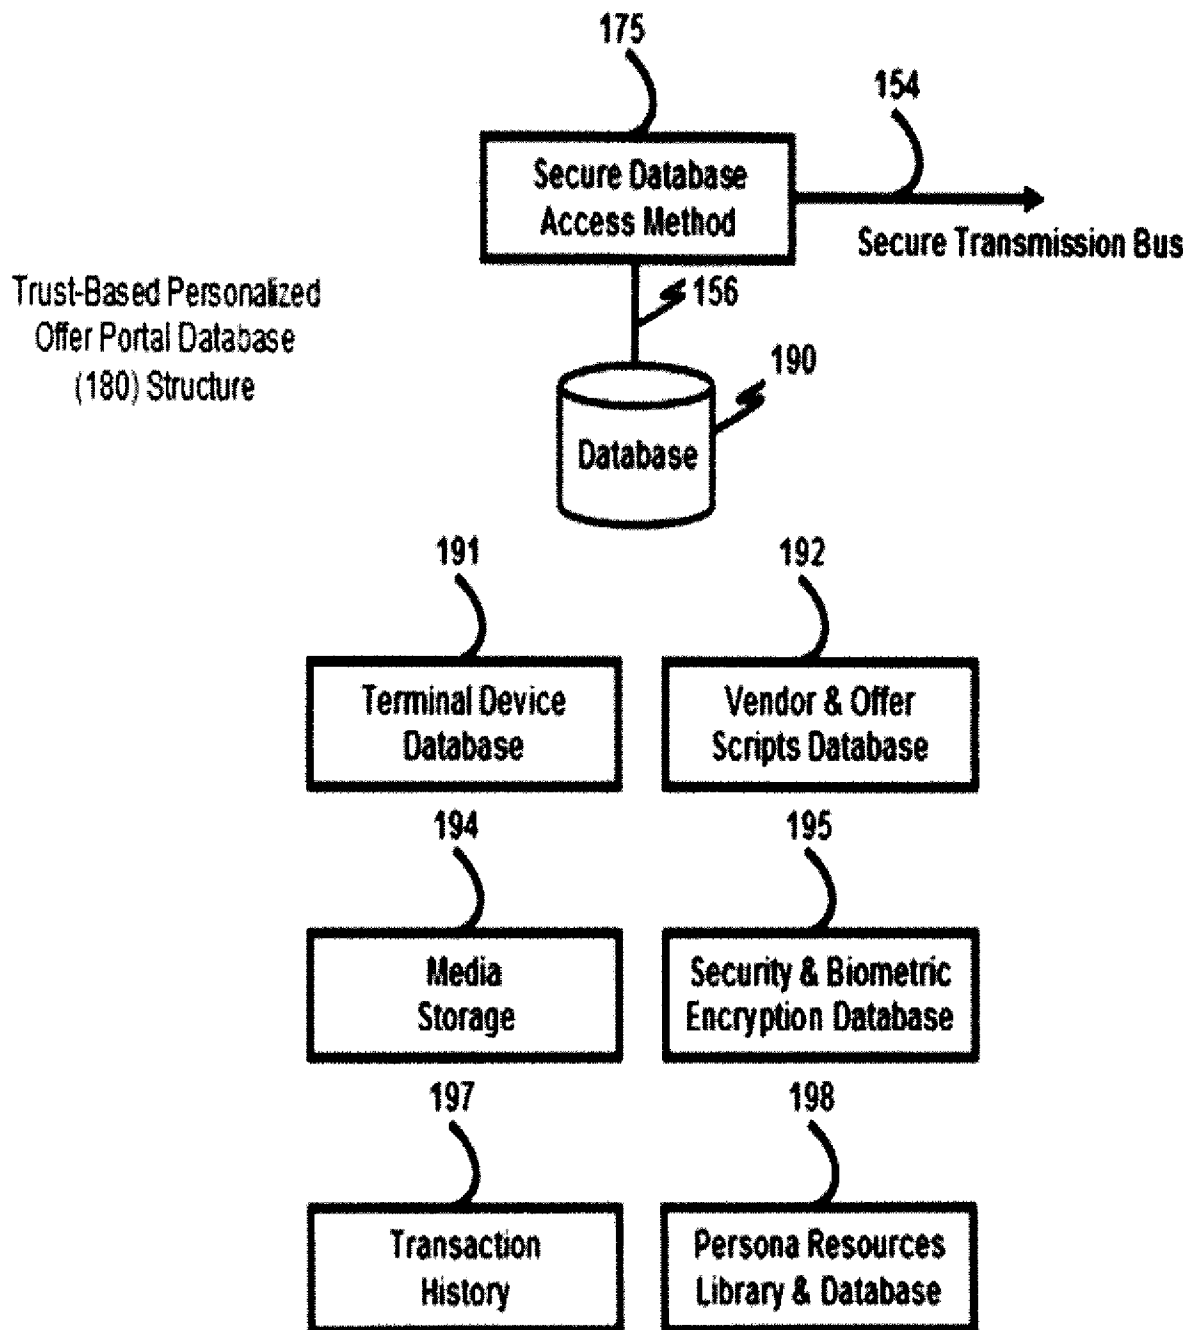 175
154
Secure Database
Access Method
Secure Transmission Bus
156
Trust-Based Personalized
Offer Portal Database
(180) Structure
190
Database
191
192
Terminal Device
Database
Vendor & Offer
Scripts Database
194
195
Media
Storage
Security & Biometric
Encryption Database
197
198
Transaction
History
Persona Resources
Library & Database